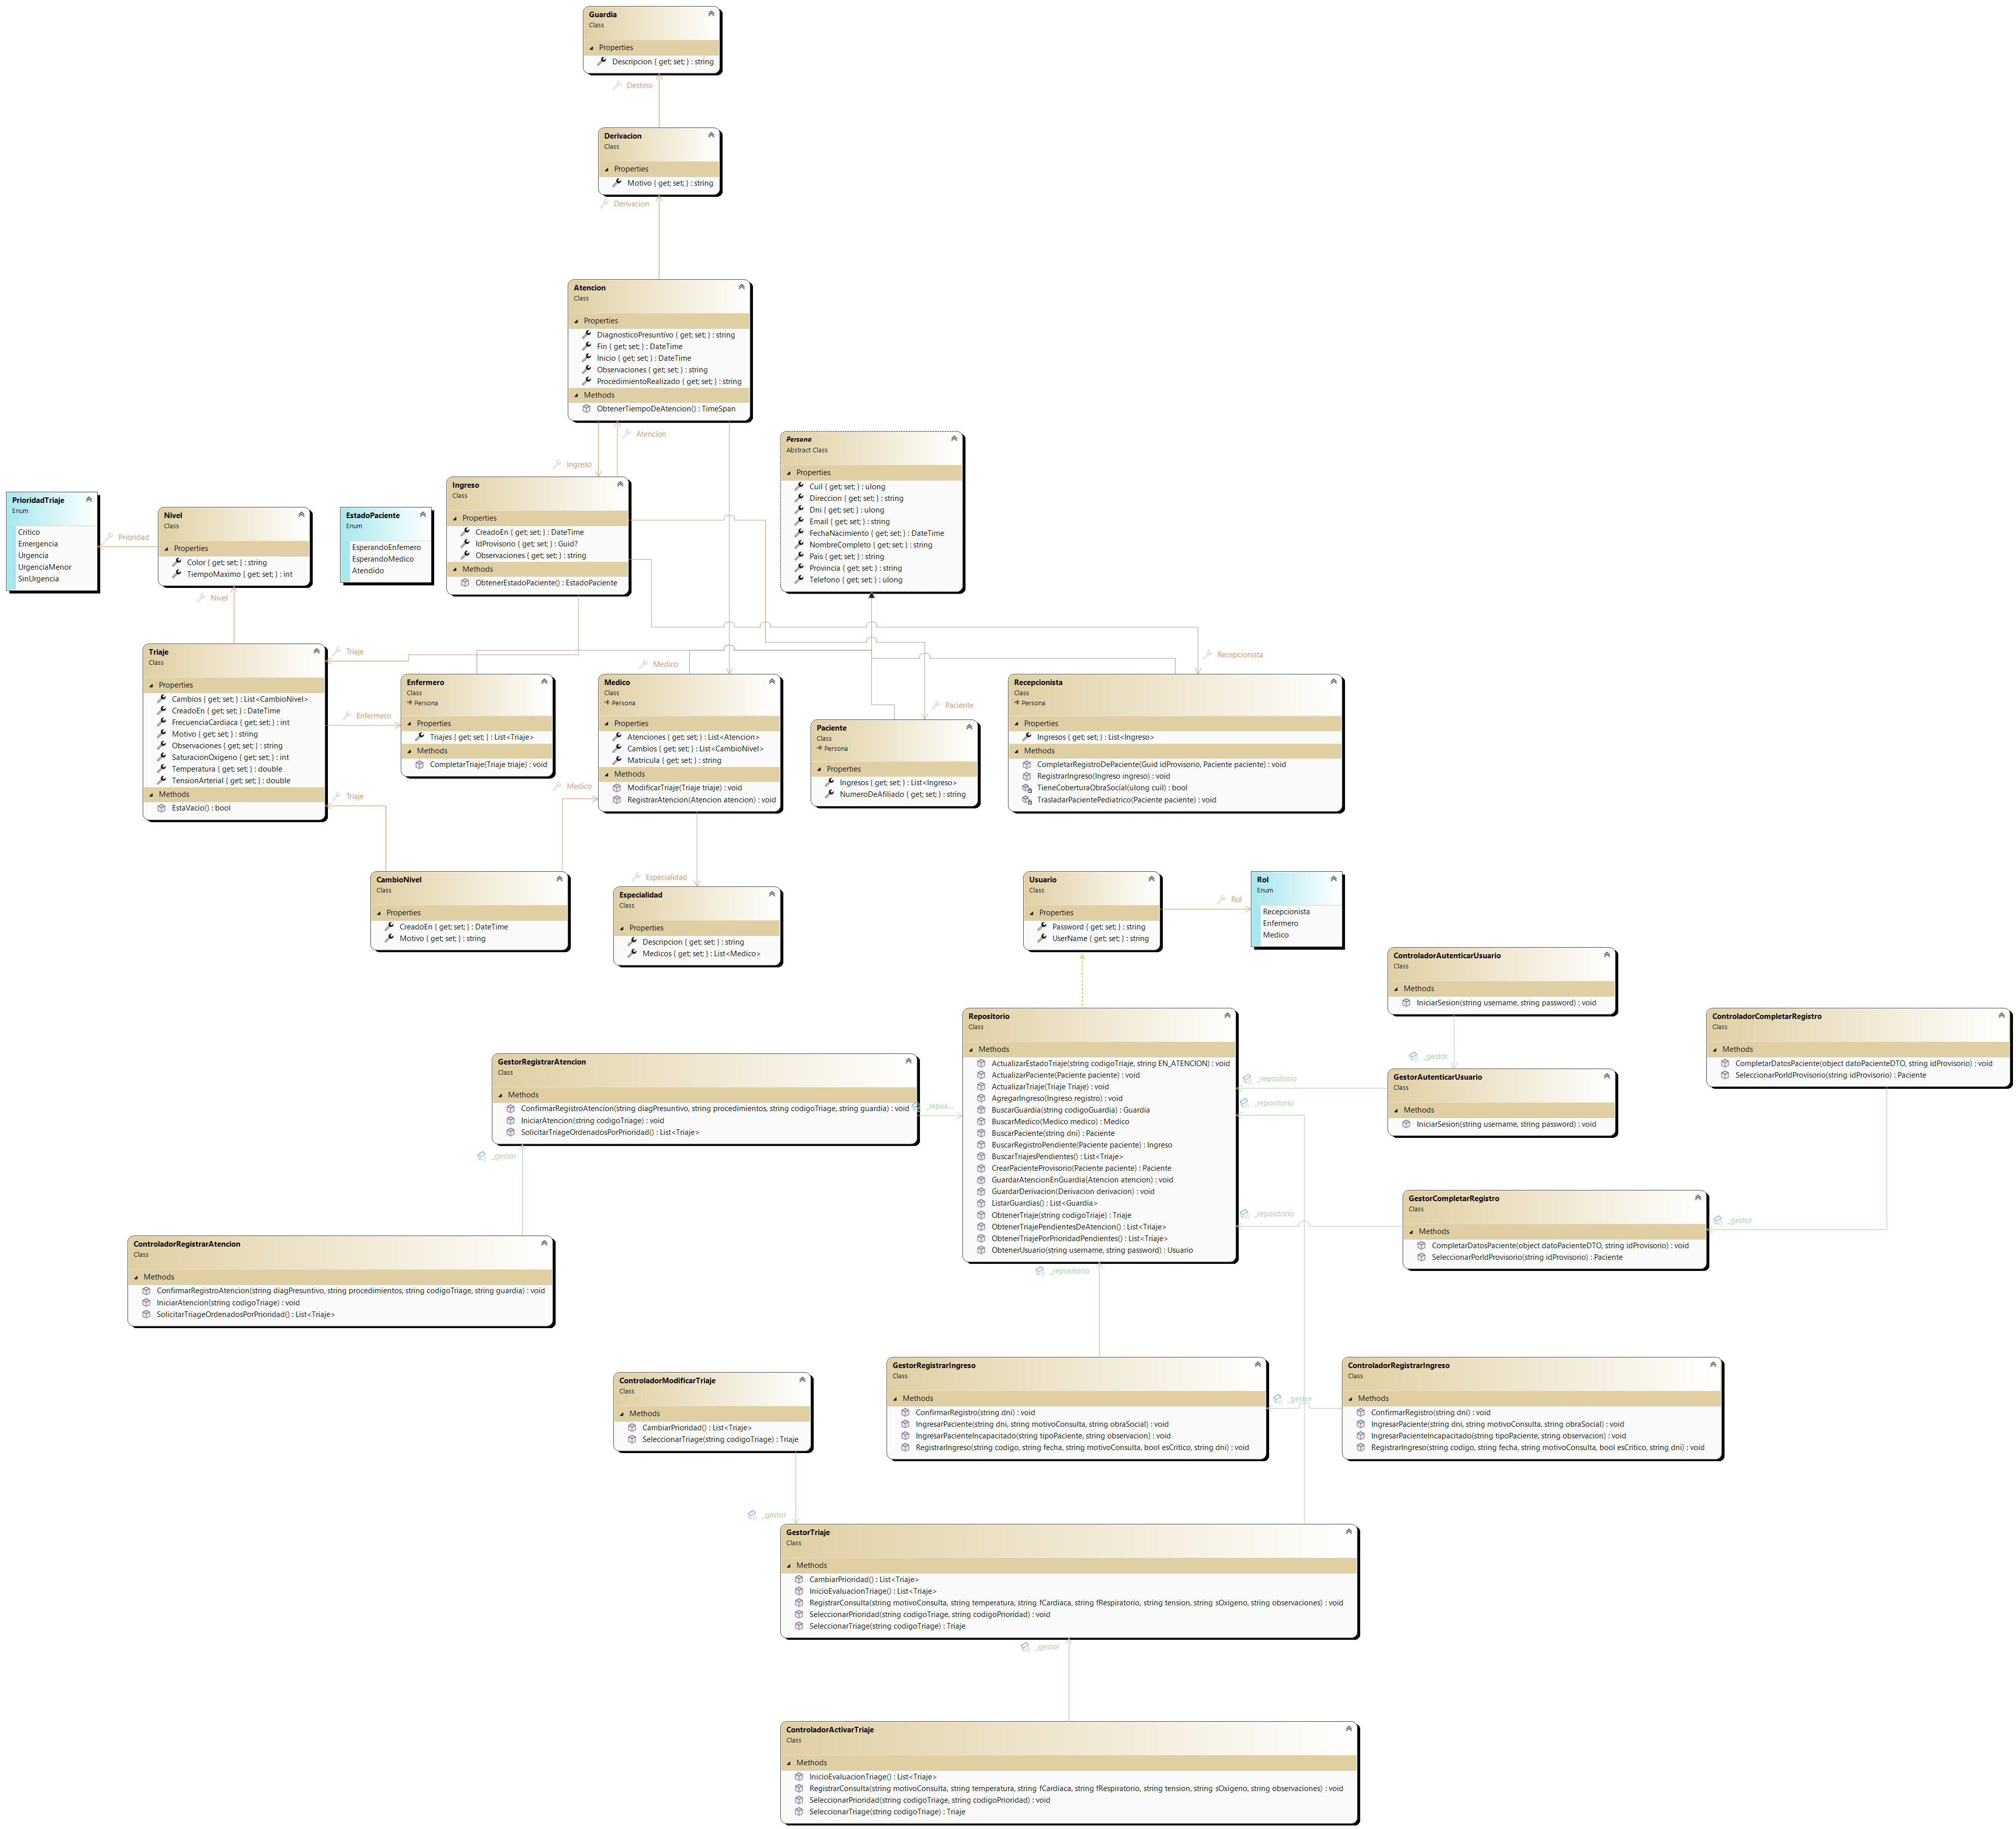 Guardia
Class
Properties
Descripcion { get; set; } : string
Destino
Derivacion
Class
Properties
Motivo { get; set; } : string
Derivacion
Atencion
Class
Properties
DiagnosticoPresuntivo { get; set; } : string
Fin { get; set; } : DateTime
Inicio { get; set; } : DateTime
Observaciones { get; set; } : string
ProcedimientoRealizado { get; set; } : string
Methods
ObtenerTiempoDeAtencion() : TimeSpan
Atencion
Ingreso
Persona
Abstract Class
Properties
Cuil { get; set; } : ulong
Direccion { get; set; } : string
Dni { get; set; } : ulong
Email { get; set; } : string
FechaNacimiento { get; set; } : DateTime
NombreCompleto { get; set; } : string
Pais { get; set; } : string
Provincia { get; set; } : string
Telefono { get; set; } : ulong
PrioridadTriaje
Enum
Critico
Emergencia
Urgencia
UrgenciaMenor
SinUrgencia
Prioridad
Nivel
Class
Properties
Color { get; set; } : string
TiempoMaximo { get; set; } : int
Nivel
EstadoPaciente
Enum
EsperandoEnfemero
EsperandoMedico
Atendido
Ingreso
Class
Properties
CreadoEn { get; set; } : DateTime
IdProvisorio { get; set; } : Guid?
Observaciones { get; set; } : string
Methods
ObtenerEstadoPaciente() : EstadoPaciente
Triaje
Class
Properties
Cambios { get; set; } : List<CambioNivel>
CreadoEn { get; set; } : DateTime
FrecuenciaCardiaca { get; set; } : int
Motivo { get; set; } : string
Observaciones { get; set; } : string
SaturacionOxigeno { get; set; } : int
Temperatura { get; set; } : double
TensionArterial { get; set; } : double
Methods
EstaVacio() : bool
Triaje
Enfermero
Triaje
Enfermero
Class
Persona
Properties
Triajes { get; set; } : List<Triaje>
Methods
CompletarTriaje(Triaje triaje) : void
Medico
Medico
Medico
Class
Persona
Properties
Atenciones { get; set; } : List<Atencion>
Cambios { get; set; } : List<CambioNivel>
Matricula { get; set; } : string
Methods
ModificarTriaje(Triaje triaje) : void
RegistrarAtencion(Atencion atencion) : void
Paciente
Paciente
Class
Persona
Properties
Ingresos { get; set; } : List<Ingreso>
NumeroDeAfiliado { get; set; } : string
Recepcionista
Recepcionista
Class
Persona
Properties
Ingresos { get; set; } : List<Ingreso>
Methods
CompletarRegistroDePaciente(Guid idProvisorio, Paciente paciente) : void
RegistrarIngreso(Ingreso ingreso) : void
TieneCoberturaObraSocial(ulong cuil) : bool
TrasladarPacientePediatrico(Paciente paciente) : void
CambioNivel
Class
Properties
CreadoEn { get; set; } : DateTime
Motivo { get; set; } : string
Especialidad
Especialidad
Class
Properties
Descripcion { get; set; } : string
Medicos { get; set; } : List<Medico>
Usuario
Class
Properties
Password { get; set; } : string
UserName { get; set; } : string
Rol
Rol
Enum
Recepcionista
Enfermero
Medico
ControladorAutenticarUsuario
Class
Methods
IniciarSesion(string username, string password) : void
_gestor
GestorAutenticarUsuario
Class
Methods
IniciarSesion(string username, string password) : void
ControladorCompletarRegistro
Class
Methods
CompletarDatosPaciente(object datoPacienteDTO, string idProvisorio) : void
SeleccionarPorIdProvisorio(string idProvisorio) : Paciente
Repositorio
Class
Methods
ActualizarEstadoTriaje(string codigoTriaje, string EN_ATENCION) : void
ActualizarPaciente(Paciente paciente) : void
ActualizarTriaje(Triaje Triaje) : void
AgregarIngreso(Ingreso registro) : void
BuscarGuardia(string codigoGuardia) : Guardia
BuscarMedico(Medico medico) : Medico
BuscarPaciente(string dni) : Paciente
BuscarRegistroPendiente(Paciente paciente) : Ingreso
BuscarTriajesPendientes() : List<Triaje>
CrearPacienteProvisorio(Paciente paciente) : Paciente
GuardarAtencionEnGuardia(Atencion atencion) : void
GuardarDerivacion(Derivacion derivacion) : void
ListarGuardias() : List<Guardia>
ObtenerTriaje(string codigoTriaje) : Triaje
ObtenerTriajePendientesDeAtencion() : List<Triaje>
ObtenerTriajePorPrioridadPendientes() : List<Triaje>
ObtenerUsuario(string username, string password) : Usuario
_repositorio
_repositorio
_repositorio
_repositorio
GestorRegistrarAtencion
Class
Methods
ConfirmarRegistroAtencion(string diagPresuntivo, string procedimientos, string codigoTriage, string guardia) : void
IniciarAtencion(string codigoTriage) : void
SolicitarTriageOrdenadosPorPrioridad() : List<Triaje>
_repos...
_gestor
GestorCompletarRegistro
Class
Methods
CompletarDatosPaciente(object datoPacienteDTO, string idProvisorio) : void
SeleccionarPorIdProvisorio(string idProvisorio) : Paciente
_gestor
ControladorRegistrarAtencion
Class
Methods
ConfirmarRegistroAtencion(string diagPresuntivo, string procedimientos, string codigoTriage, string guardia) : void
IniciarAtencion(string codigoTriage) : void
SolicitarTriageOrdenadosPorPrioridad() : List<Triaje>
ControladorModificarTriaje
Class
Methods
CambiarPrioridad() : List<Triaje>
SeleccionarTriage(string codigoTriage) : Triaje
_gestor
GestorRegistrarIngreso
Class
Methods
ConfirmarRegistro(string dni) : void
IngresarPaciente(string dni, string motivoConsulta, string obraSocial) : void
IngresarPacienteIncapacitado(string tipoPaciente, string observacion) : void
RegistrarIngreso(string codigo, string fecha, string motivoConsulta, bool esCritico, string dni) : void
_gestor
ControladorRegistrarIngreso
Class
Methods
ConfirmarRegistro(string dni) : void
IngresarPaciente(string dni, string motivoConsulta, string obraSocial) : void
IngresarPacienteIncapacitado(string tipoPaciente, string observacion) : void
RegistrarIngreso(string codigo, string fecha, string motivoConsulta, bool esCritico, string dni) : void
GestorTriaje
Class
Methods
CambiarPrioridad() : List<Triaje>
InicioEvaluacionTriage() : List<Triaje>
RegistrarConsulta(string motivoConsulta, string temperatura, string fCardiaca, string fRespiratorio, string tension, string sOxigeno, string observaciones) : void
SeleccionarPrioridad(string codigoTriage, string codigoPrioridad) : void
SeleccionarTriage(string codigoTriage) : Triaje
_gestor
ControladorActivarTriaje
Class
Methods
InicioEvaluacionTriage() : List<Triaje>
RegistrarConsulta(string motivoConsulta, string temperatura, string fCardiaca, string fRespiratorio, string tension, string sOxigeno, string observaciones) : void
SeleccionarPrioridad(string codigoTriage, string codigoPrioridad) : void
SeleccionarTriage(string codigoTriage) : Triaje